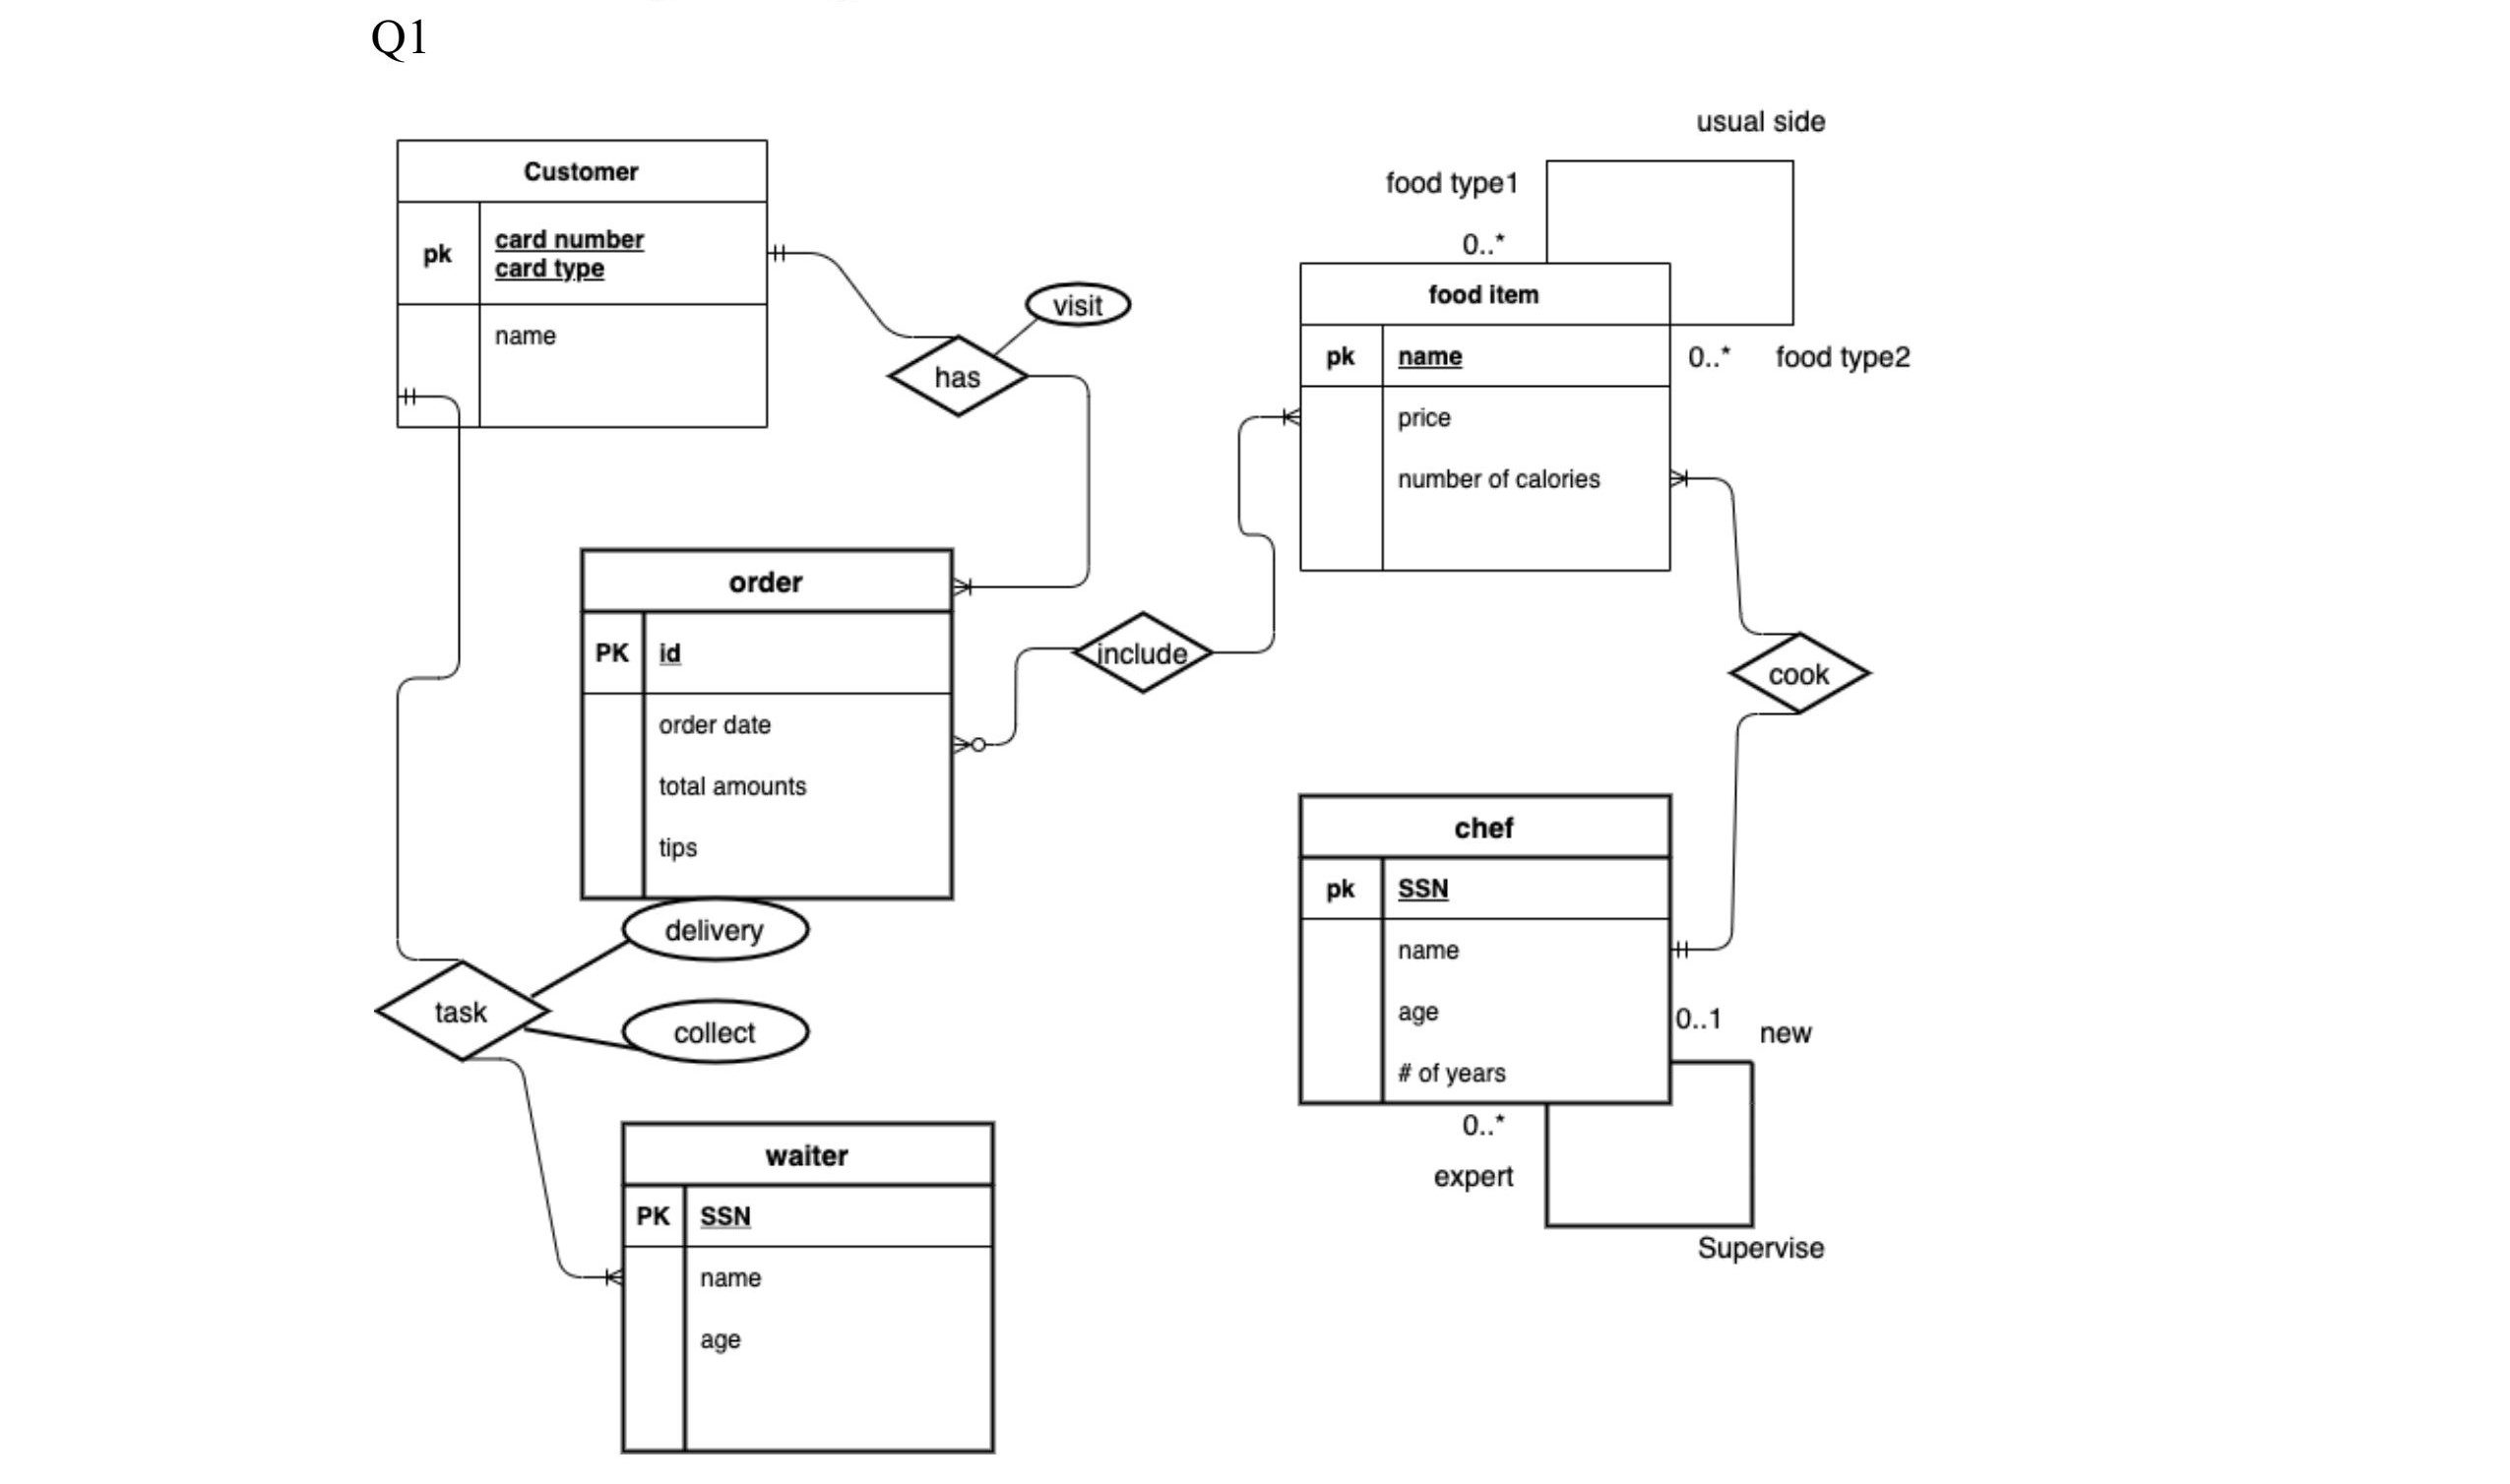 Q1
Customer
pk
card number
card type
name
visit
has
usual side
food type1
0..*
food item
pk
name
0..*
food type2
price
number of calories
order
PK
id
order date
total amounts
tips
include
cook
chef
pk
SSN
name
age
# of years
0..1
new
0..*
expert
Supervise
delivery
task
collect
waiter
PK
SSN
name
age